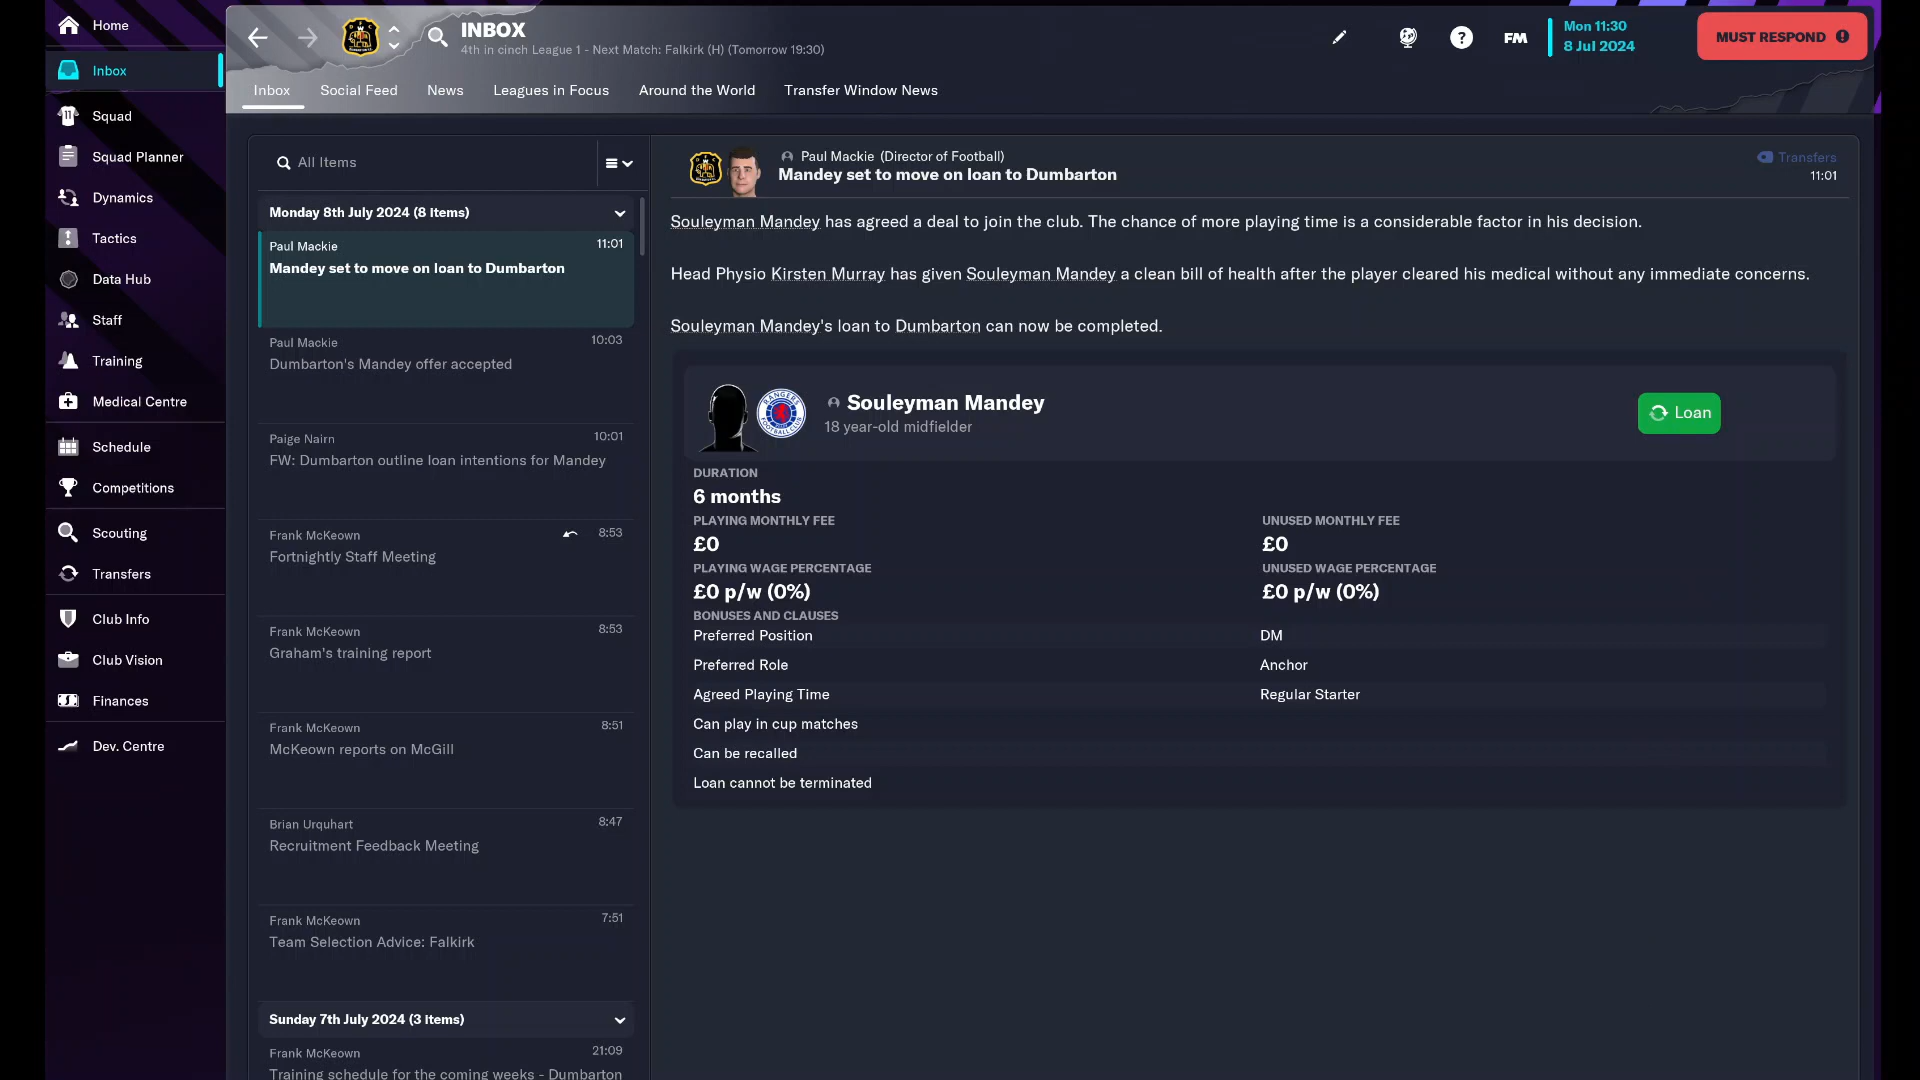 Home
Inbox
Squad
Squad Planner
Dynamics
Tactics
Data Hub
Staff
Training
Medical Centre
Schedule
Competitions
Scouting
Transfers
Club Info
Club Vision
Finances
Dev. Centre
INBOX
4th in cinch League 1 - Next Match: Falkirk (H) (Tomorrow 19:30)
FM
Mon 11:30
8 Jul 2024
MUST RESPOND
Inbox Social Feed News Leagues in Focus Around the World Transfer Window News
All Items
Monday 8th July 2024 (8 Items)
Paul Mackie 11:01
Mandey set to move on loan to Dumbarton
Paul Mackie 10:03
Dumbarton's Mandey offer accepted
Paige Nairn 10:01
FW: Dumbarton outline loan intentions for Mandey
Frank McKeown 8:53
Fortnightly Staff Meeting
Frank McKeown 8:53
Graham's training report
Frank McKeown 8:51
McKeown reports on McGill
Brian Urquhart 8:47
Recruitment Feedback Meeting
Frank McKeown 7:51
Team Selection Advice: Falkirk
Sunday 7th July 2024 (3 Items)
Frank McKeown 21:09
Training schedule for the coming weeks - Dumbarton
Paul Mackie (Director of Football)
Mandey set to move on loan to Dumbarton
Transfers
11:01
Souleyman Mandey has agreed a deal to join the club. The chance of more playing time is a considerable factor in his decision.
Head Physio Kirsten Murray has given Souleyman Mandey a clean bill of health after the player cleared his medical without any immediate concerns.
Souleyman Mandey's loan to Dumbarton can now be completed.
Souleyman Mandey
18 year-old midfielder
Loan
DURATION
6 months
PLAYING MONTHLY FEE UNUSED MONTHLY FEE
£0 £0
PLAYING WAGE PERCENTAGE UNUSED WAGE PERCENTAGE
£0 p/w (0%) £0 p/w (0%)
BONUSES AND CLAUSES
Preferred Position DM
Preferred Role Anchor
Agreed Playing Time Regular Starter
Can play in cup matches
Can be recalled
Loan cannot be terminated